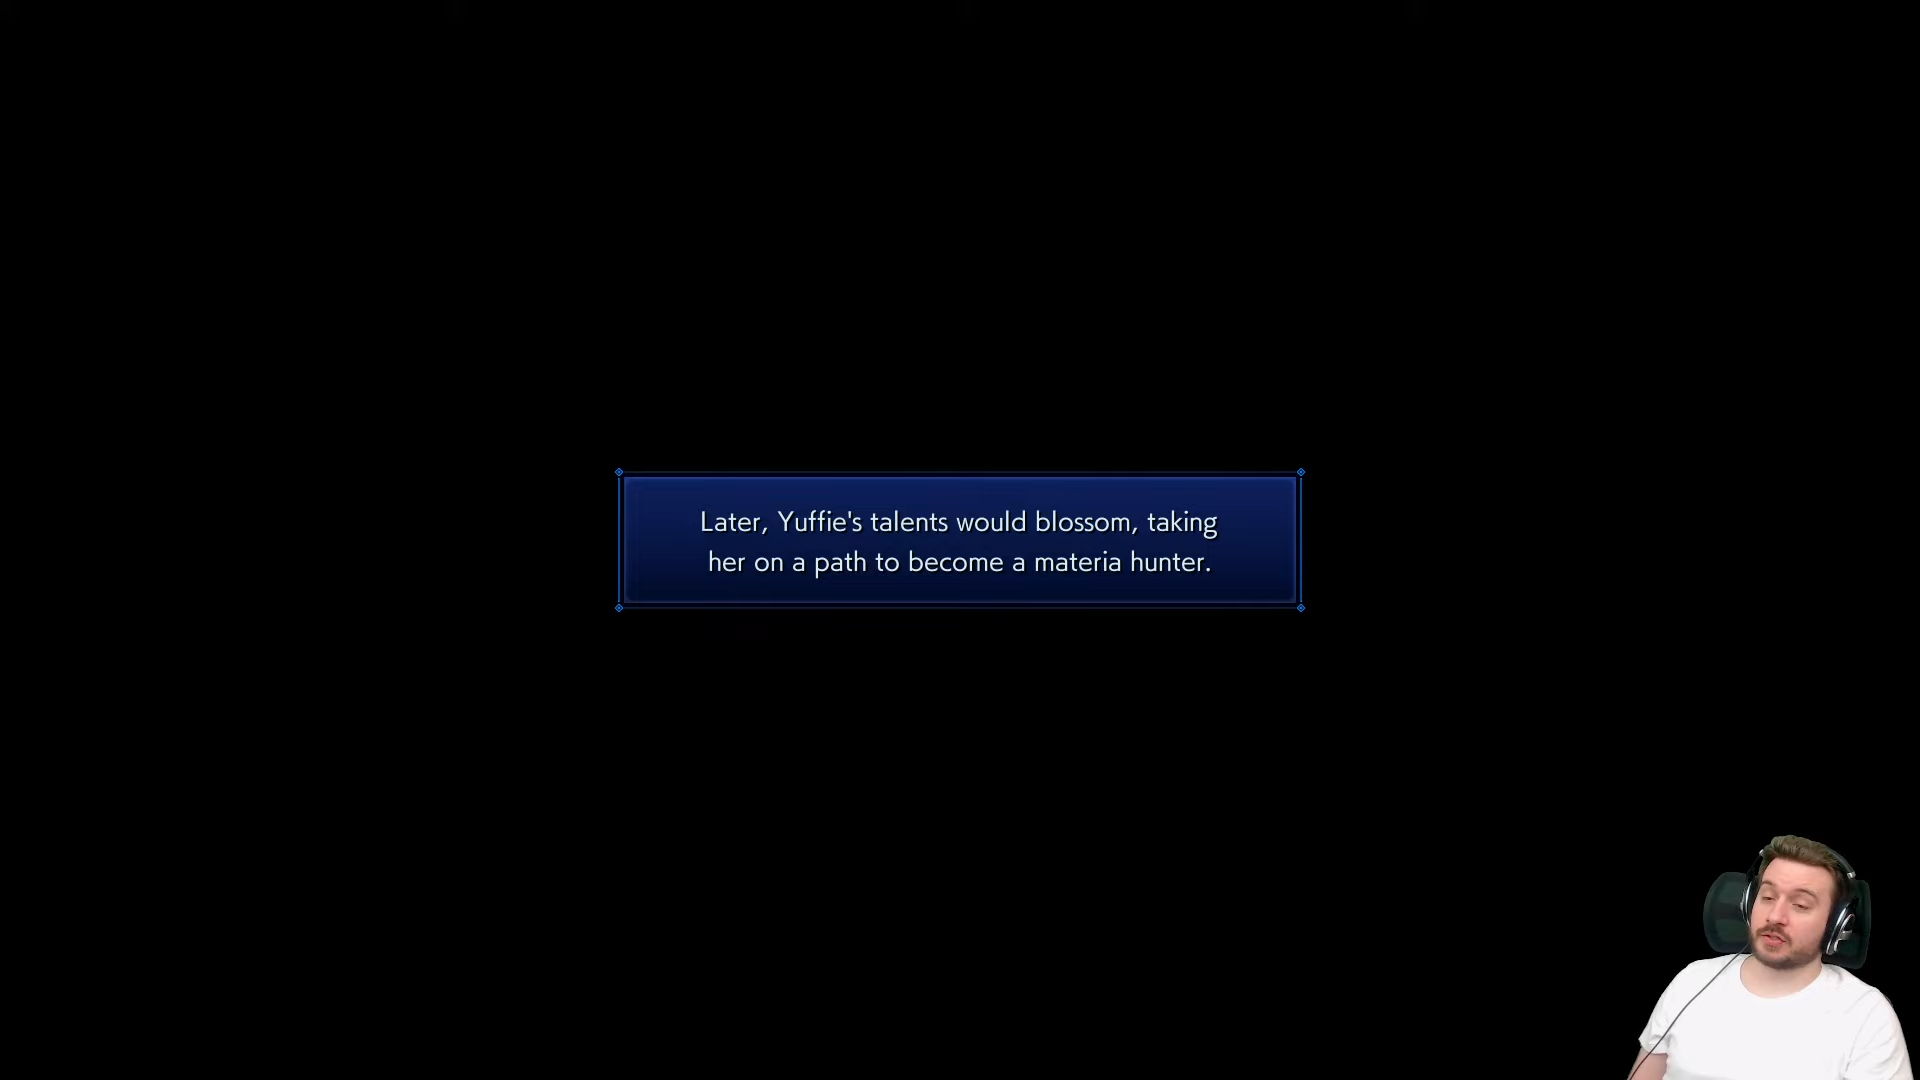 Later, Yuffie's talents would blossom, taking
her on a path to become a materia hunter.